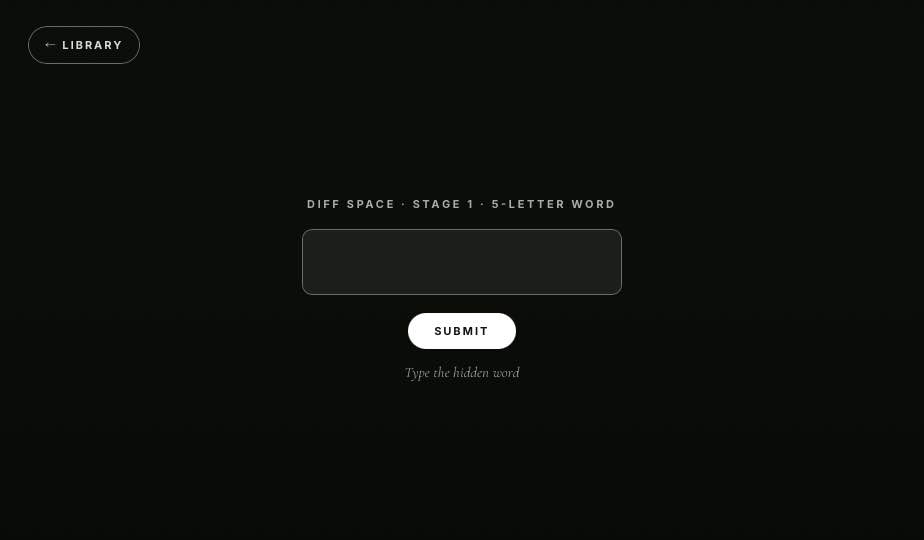 ← LIBRARY
DIFF SPACE · STAGE 1 · 5-LETTER WORD
SUBMIT
Type the hidden word